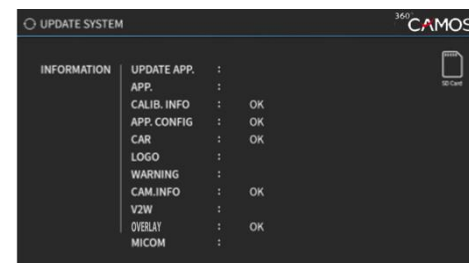 UPDATE SYSTEM
360° CAMOS
SD Card
INFORMATION
UPDATE APP. :
APP. :
CALIB. INFO : OK
APP. CONFIG : OK
CAR : OK
LOGO :
WARNING :
CAM.INFO : OK
V2W :
OVERLAY : OK
MICOM :